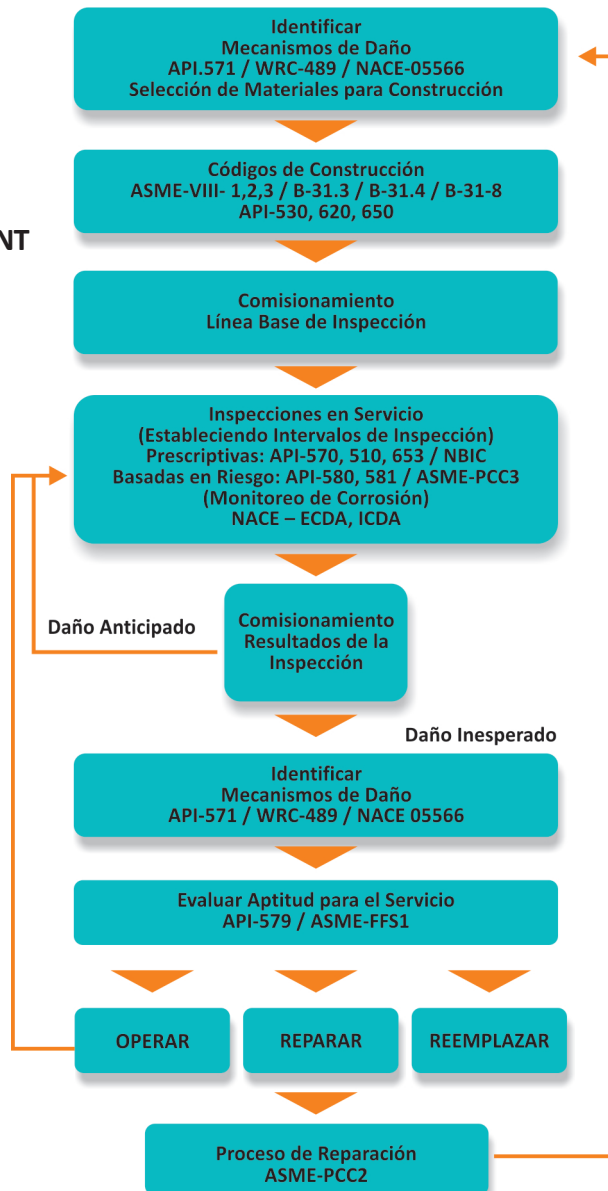 Identificar
Mecanismos de Daño
API.571 / WRC-489 / NACE-05566
Selección de Materiales para Construcción
Códigos de Construcción
ASME-VIII- 1,2,3 / B-31.3 / B-31.4 / B-31-8
API-530, 620, 650
NT
Comisionamiento
Línea Base de Inspección
Inspecciones en Servicio
(Estableciendo Intervalos de Inspección)
Prescriptivas: API-570, 510, 653 / NBIC
Basadas en Riesgo: API-580, 581 / ASME-PCC3
(Monitoreo de Corrosión)
NACE – ECDA, ICDA
Daño Anticipado
Comisionamiento
Resultados de la
Inspección
Daño Inesperado
Identificar
Mecanismos de Daño
API-571 / WRC-489 / NACE 05566
Evaluar Aptitud para el Servicio
API-579 / ASME-FFS1
OPERAR
REPARAR
REEMPLAZAR
Proceso de Reparación
ASME-PCC2